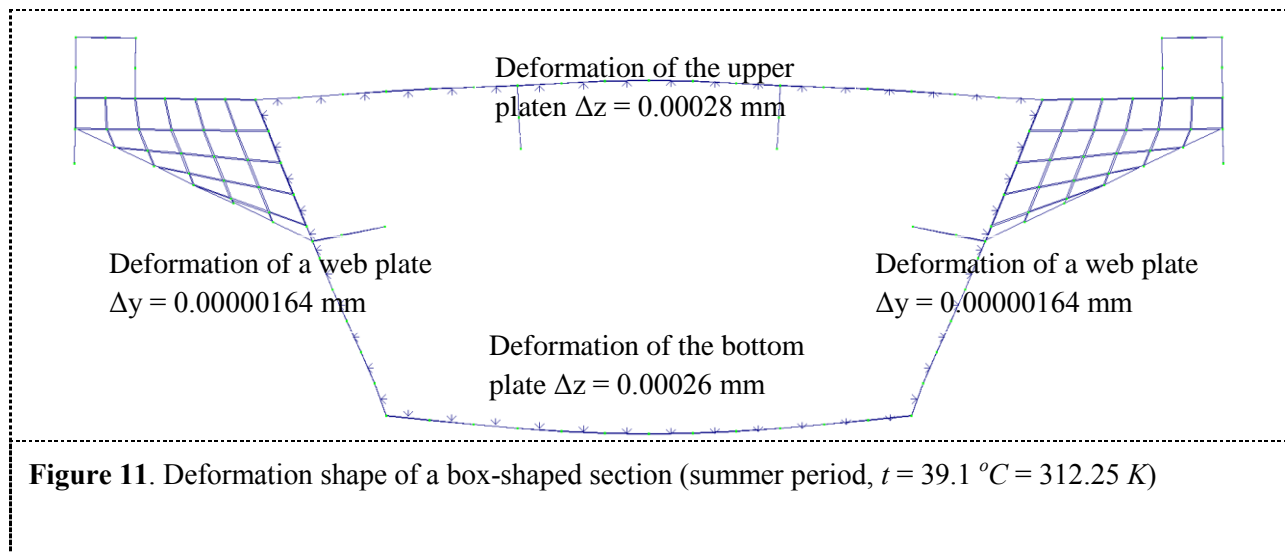 Deformation of the upper
platen Δz = 0.00028 mm
Deformation of a web plate
Δy = 0.00000164 mm
Deformation of a web plate
Δy = 0.00000164 mm
Deformation of the bottom
plate Δz = 0.00026 mm
Figure 11. Deformation shape of a box-shaped section (summer period, t = 39.1 °C = 312.25 K)